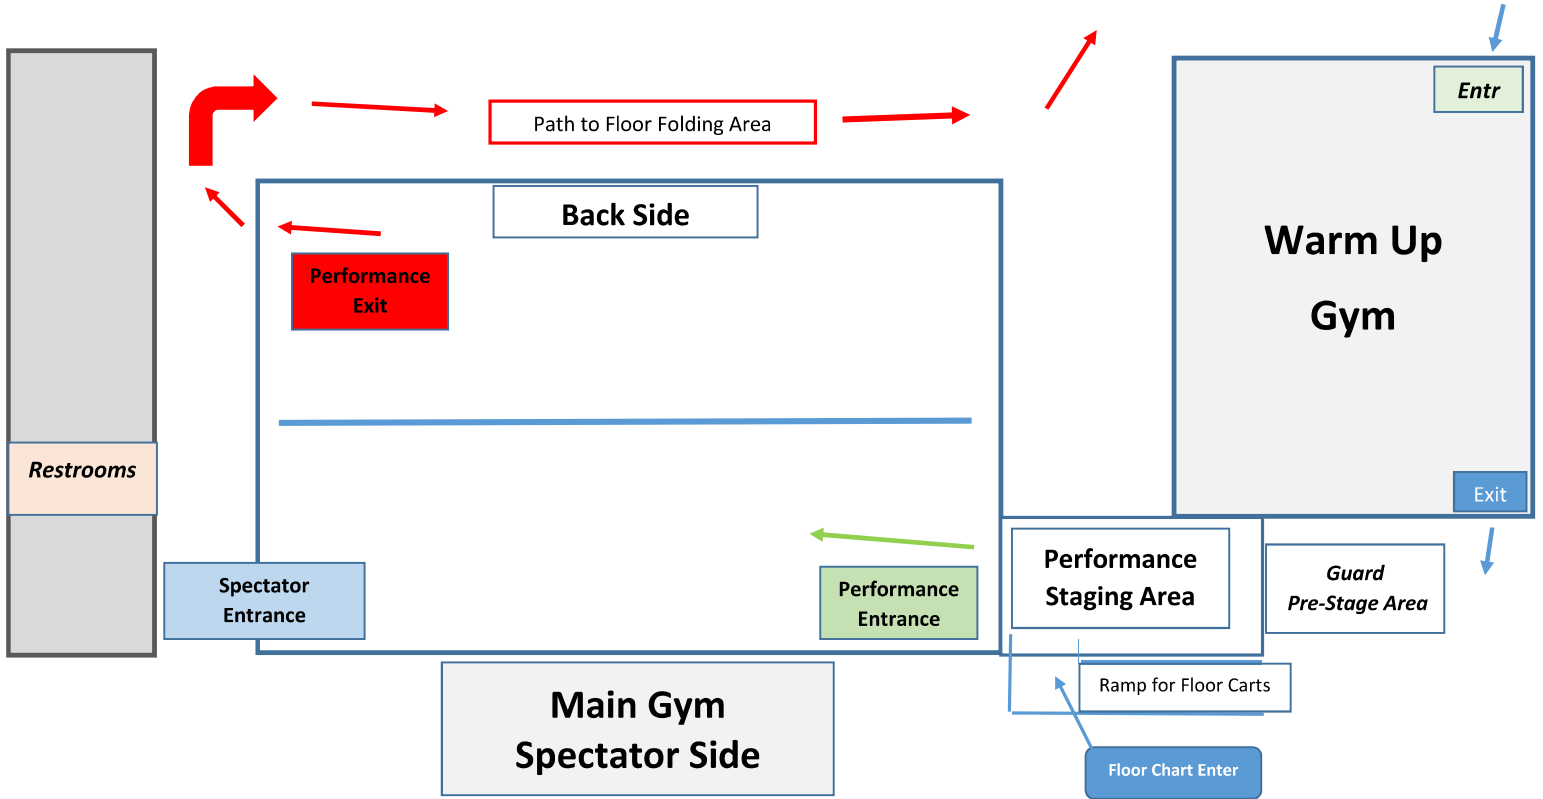 Entr
Path to Floor Folding Area
Back Side
Warm Up
Gym
Performance
Exit
Restrooms
Exit
Performance
Staging Area
Guard
Pre-Stage Area
Spectator
Entrance
Performance
Entrance
Ramp for Floor Carts
Main Gym
Spectator Side
Floor Chart Enter